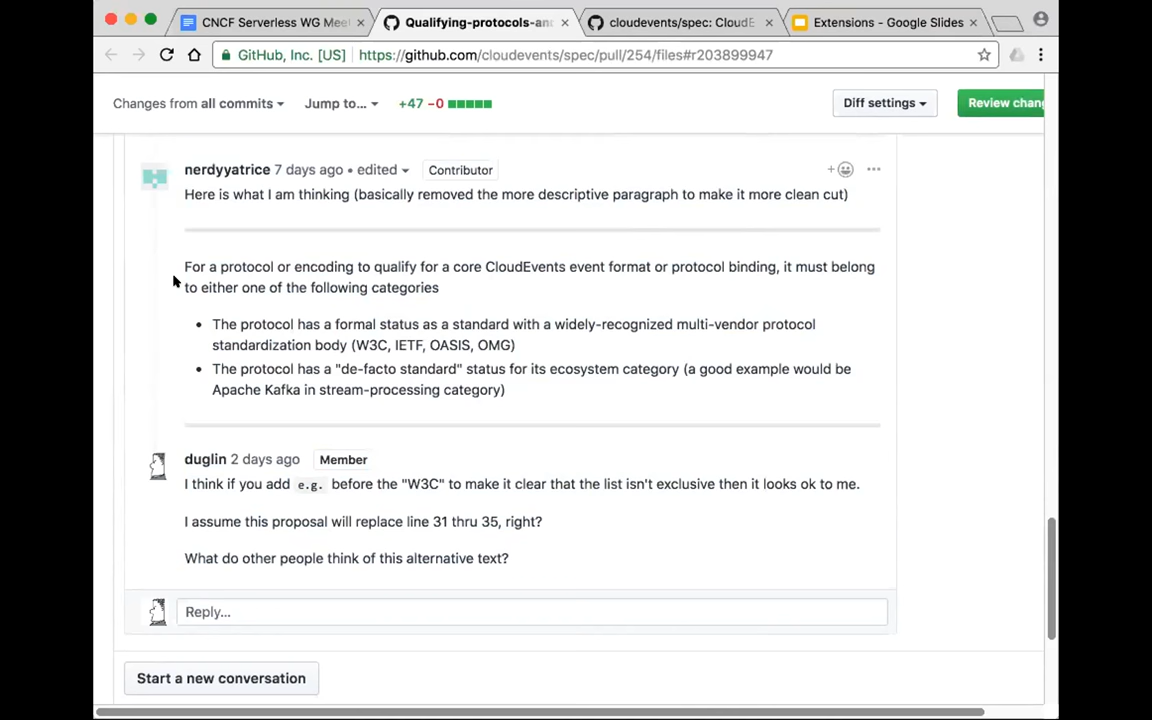 CNCF Serverless WG Mee
Qualifying-protocols-and
cloudevents/spec: CloudE
Extensions - Google Slides
GitHub, Inc. [US]
https://github.com/cloudevents/spec/pull/254/files#r203899947
Changes from all commits
Jump to...
+47 −0
Diff settings
Review chang
nerdyyatrice 7 days ago • edited
Contributor
Here is what I am thinking (basically removed the more descriptive paragraph to make it more clean cut)
For a protocol or encoding to qualify for a core CloudEvents event format or protocol binding, it must belong
to either one of the following categories
• The protocol has a formal status as a standard with a widely-recognized multi-vendor protocol
standardization body (W3C, IETF, OASIS, OMG)
• The protocol has a "de-facto standard" status for its ecosystem category (a good example would be
Apache Kafka in stream-processing category)
duglin 2 days ago
Member
I think if you add e.g. before the "W3C" to make it clear that the list isn't exclusive then it looks ok to me.
I assume this proposal will replace line 31 thru 35, right?
What do other people think of this alternative text?
Reply...
Start a new conversation